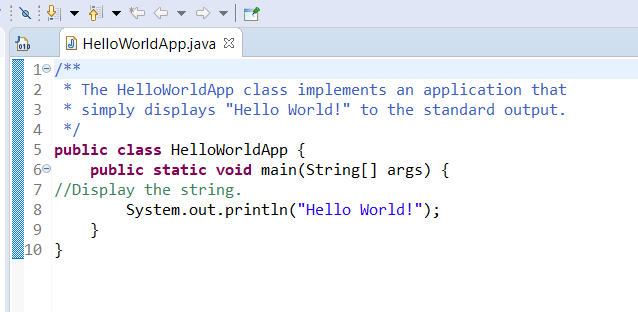 HelloWorldApp.java
1 /**
2  * The HelloWorldApp class implements an application that
3  * simply displays "Hello World!" to the standard output.
4  */
5 public class HelloWorldApp {
6     public static void main(String[] args) {
7 //Display the string.
8         System.out.println("Hello World!");
9     }
10 }